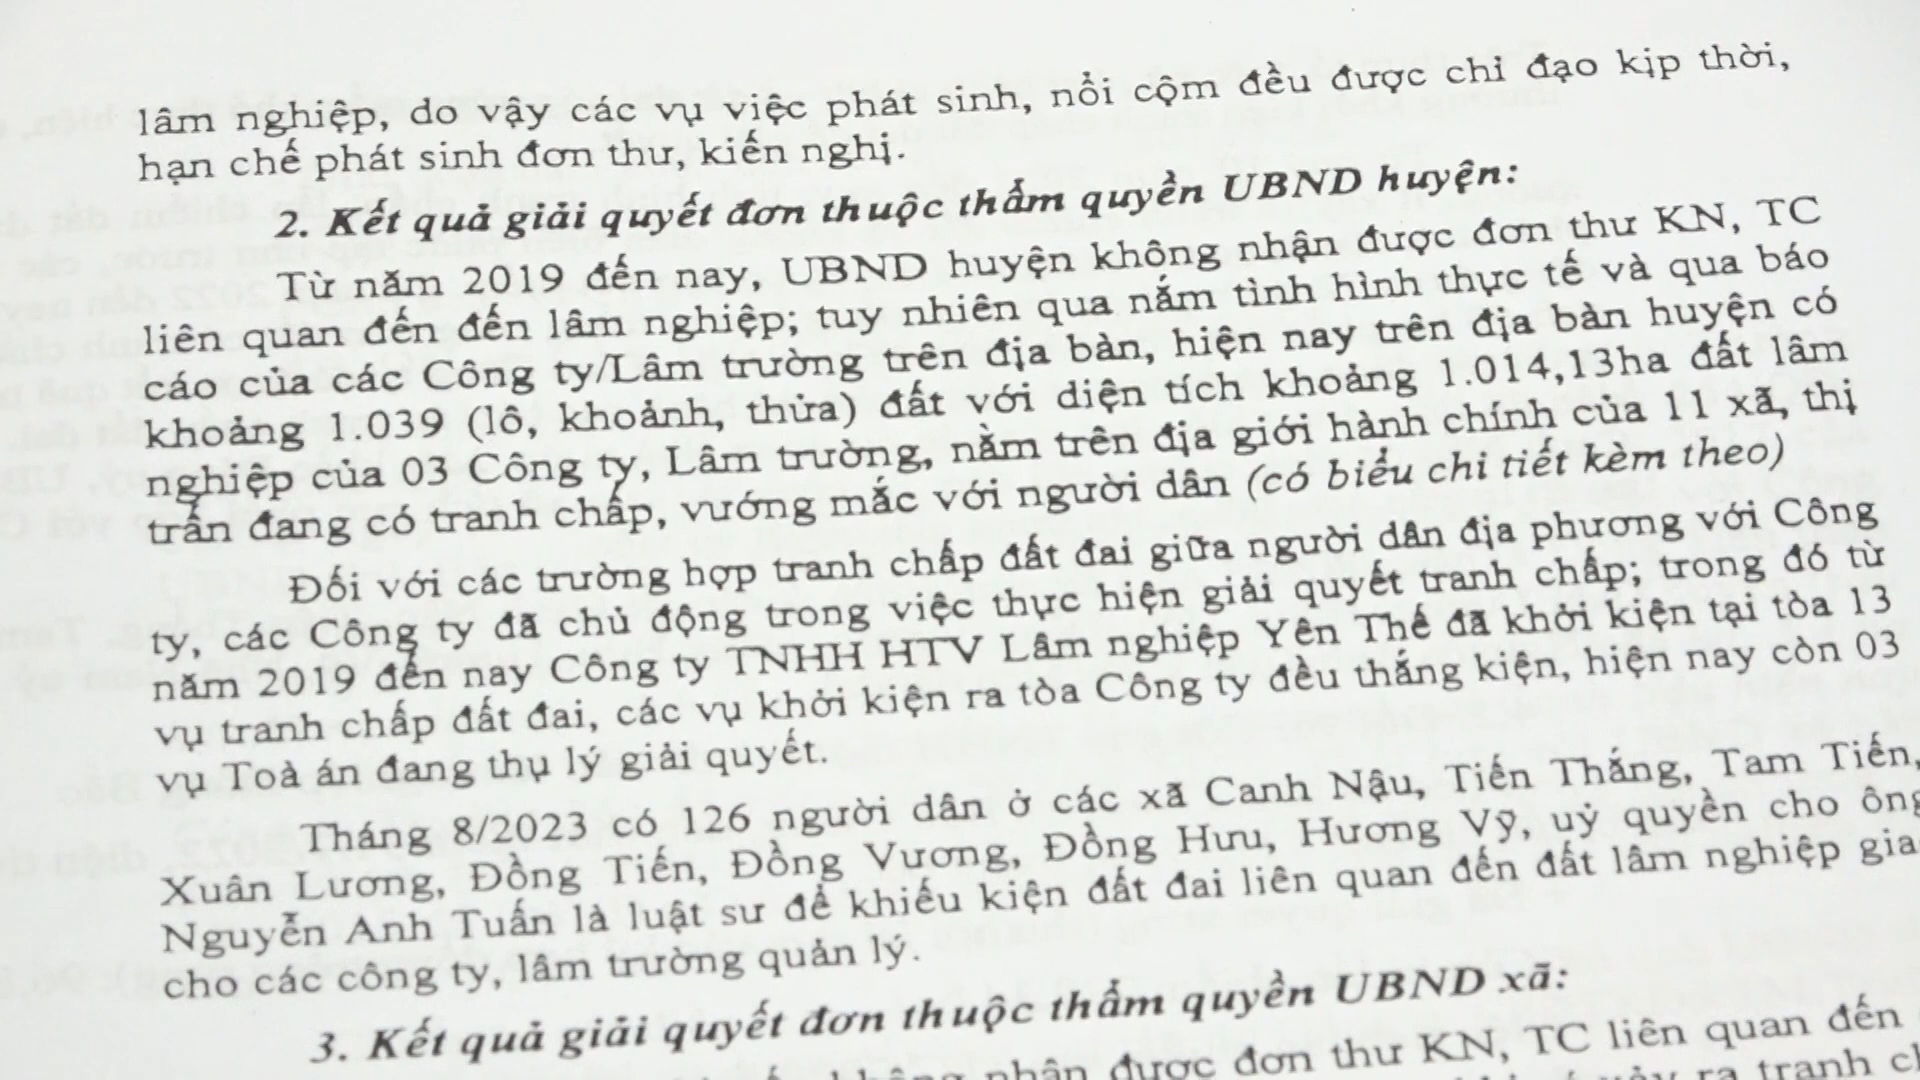 lâm nghiệp, do vậy các vụ việc phát sinh, nổi cộm đều được chỉ đạo kịp thời,
hạn chế phát sinh đơn thư, kiến nghị.
2. Kết quả giải quyết đơn thuộc thẩm quyền UBND huyện:
Từ năm 2019 đến nay, UBND huyện không nhận được đơn thư KN, TC
liên quan đến đến lâm nghiệp; tuy nhiên qua nắm tình hình thực tế và qua báo
cáo của các Công ty/Lâm trường trên địa bàn, hiện nay trên địa bàn huyện có
khoảng 1.039 (lô, khoảnh, thửa) đất với diện tích khoảng 1.014,13ha đất lâm
nghiệp của 03 Công ty, Lâm trường, nằm trên địa giới hành chính của 11 xã, thị
trấn đang có tranh chấp, vướng mắc với người dân (có biểu chi tiết kèm theo)
Đối với các trường hợp tranh chấp đất đai giữa người dân địa phương với Công
ty, các Công ty đã chủ động trong việc thực hiện giải quyết tranh chấp; trong đó từ
năm 2019 đến nay Công ty TNHH HTV Lâm nghiệp Yên Thế đã khởi kiện tại tòa 13
vụ tranh chấp đất đai, các vụ khởi kiện ra tòa Công ty đều thắng kiện, hiện nay còn 03
vụ Toà án đang thụ lý giải quyết.
Tháng 8/2023 có 126 người dân ở các xã Canh Nậu, Tiến Thắng, Tam Tiến,
Xuân Lương, Đồng Tiến, Đồng Vương, Đồng Hưu, Hương Vỹ, uỷ quyền cho ông
Nguyễn Anh Tuấn là luật sư để khiếu kiện đất đai liên quan đến đất lâm nghiệp gia
cho các công ty, lâm trường quản lý.
3. Kết quả giải quyết đơn thuộc thẩm quyền UBND xã:
nhận được đơn thư KN, TC liên quan đến
ra tranh